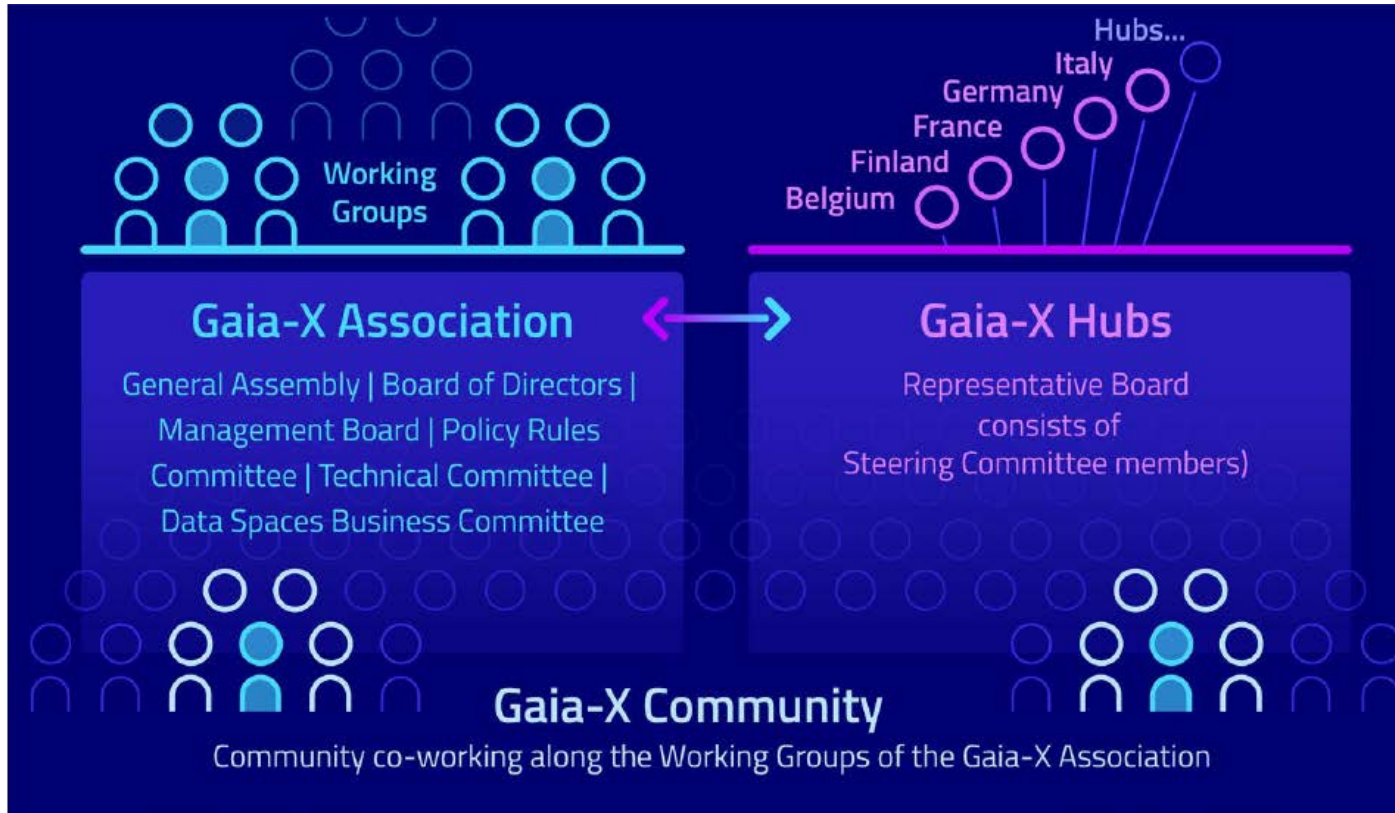 Working
Groups
Hubs...
Italy
Germany
France
Finland
Belgium
Gaia-X Association
General Assembly | Board of Directors |
Management Board | Policy Rules
Committee | Technical Committee |
Data Spaces Business Committee
Gaia-X Hubs
Representative Board
consists of
Steering Committee members)
Gaia-X Community
Community co-working along the Working Groups of the Gaia-X Association